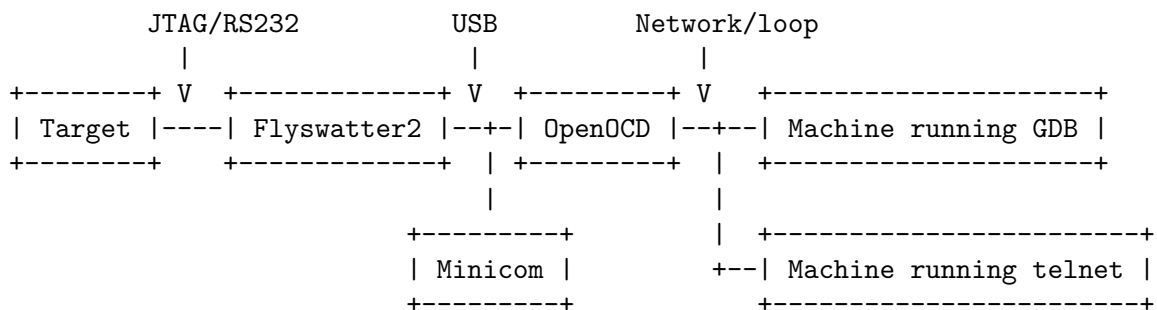 JTAG/RS232 USB Network/loop
Target Flyswatter2 OpenOCD Machine running GDB
Minicom Machine running telnet